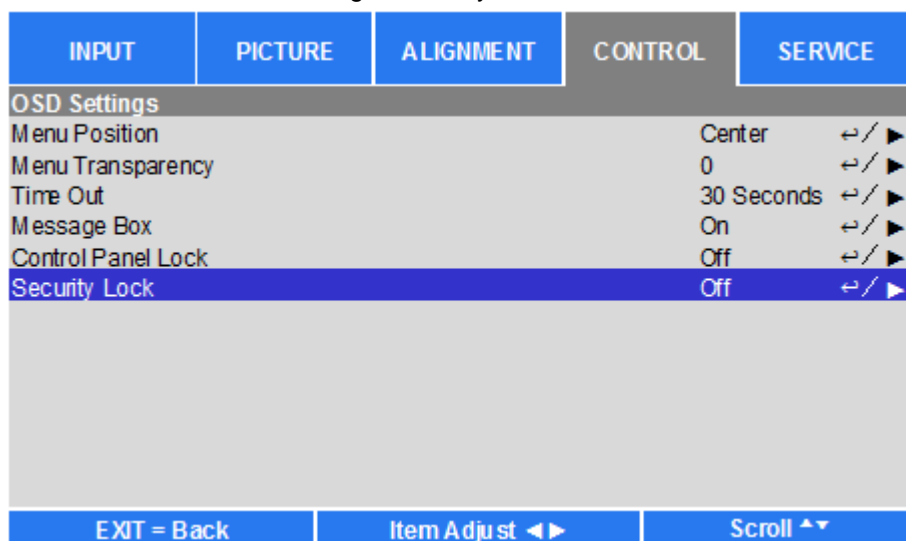 INPUT PICTURE ALIGNMENT CONTROL SERVICE
OSD Settings
Menu Position Center ↩/►
Menu Transparency 0 ↩/►
Time Out 30 Seconds ↩/►
Message Box On ↩/►
Control Panel Lock Off ↩/►
Security Lock Off ↩/►
EXIT = Back Item Adjust ◄► Scroll ▲▼